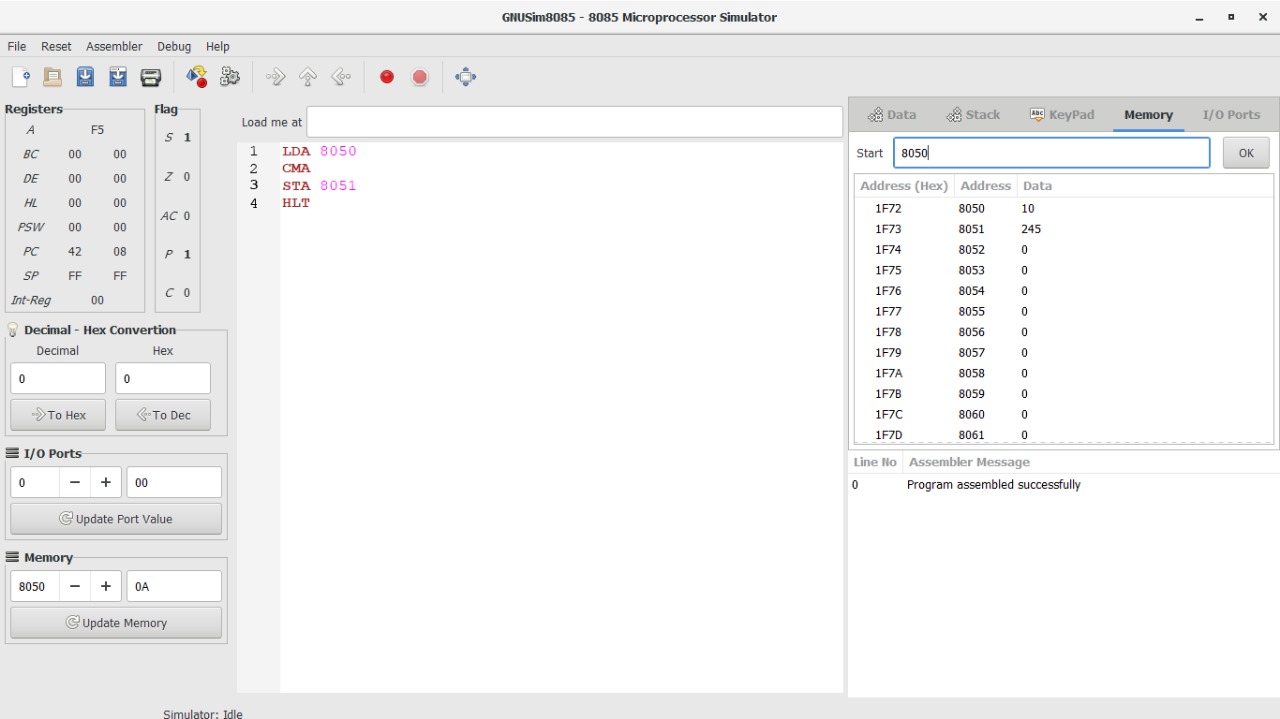 GNUSim8085 - 8085 Microprocessor Simulator
File Reset Assembler Debug Help
Registers
A F5
BC 00 00
DE 00 00
HL 00 00
PSW 00 00
PC 42 08
SP FF FF
Int-Reg 00
Flag
S 1
Z 0
AC 0
P 1
C 0
Decimal - Hex Convertion
Decimal Hex
0 0
To Hex To Dec
I/O Ports
0 − + 00
Update Port Value
Memory
8050 − + 0A
Update Memory
Load me at
1 LDA 8050
2 CMA
3 STA 8051
4 HLT
Data Stack Abc KeyPad Memory I/O Ports
Start 8050 OK
Address (Hex) Address Data
1F72 8050 10
1F73 8051 245
1F74 8052 0
1F75 8053 0
1F76 8054 0
1F77 8055 0
1F78 8056 0
1F79 8057 0
1F7A 8058 0
1F7B 8059 0
1F7C 8060 0
1F7D 8061 0
Line No Assembler Message
0 Program assembled successfully
Simulator: Idle